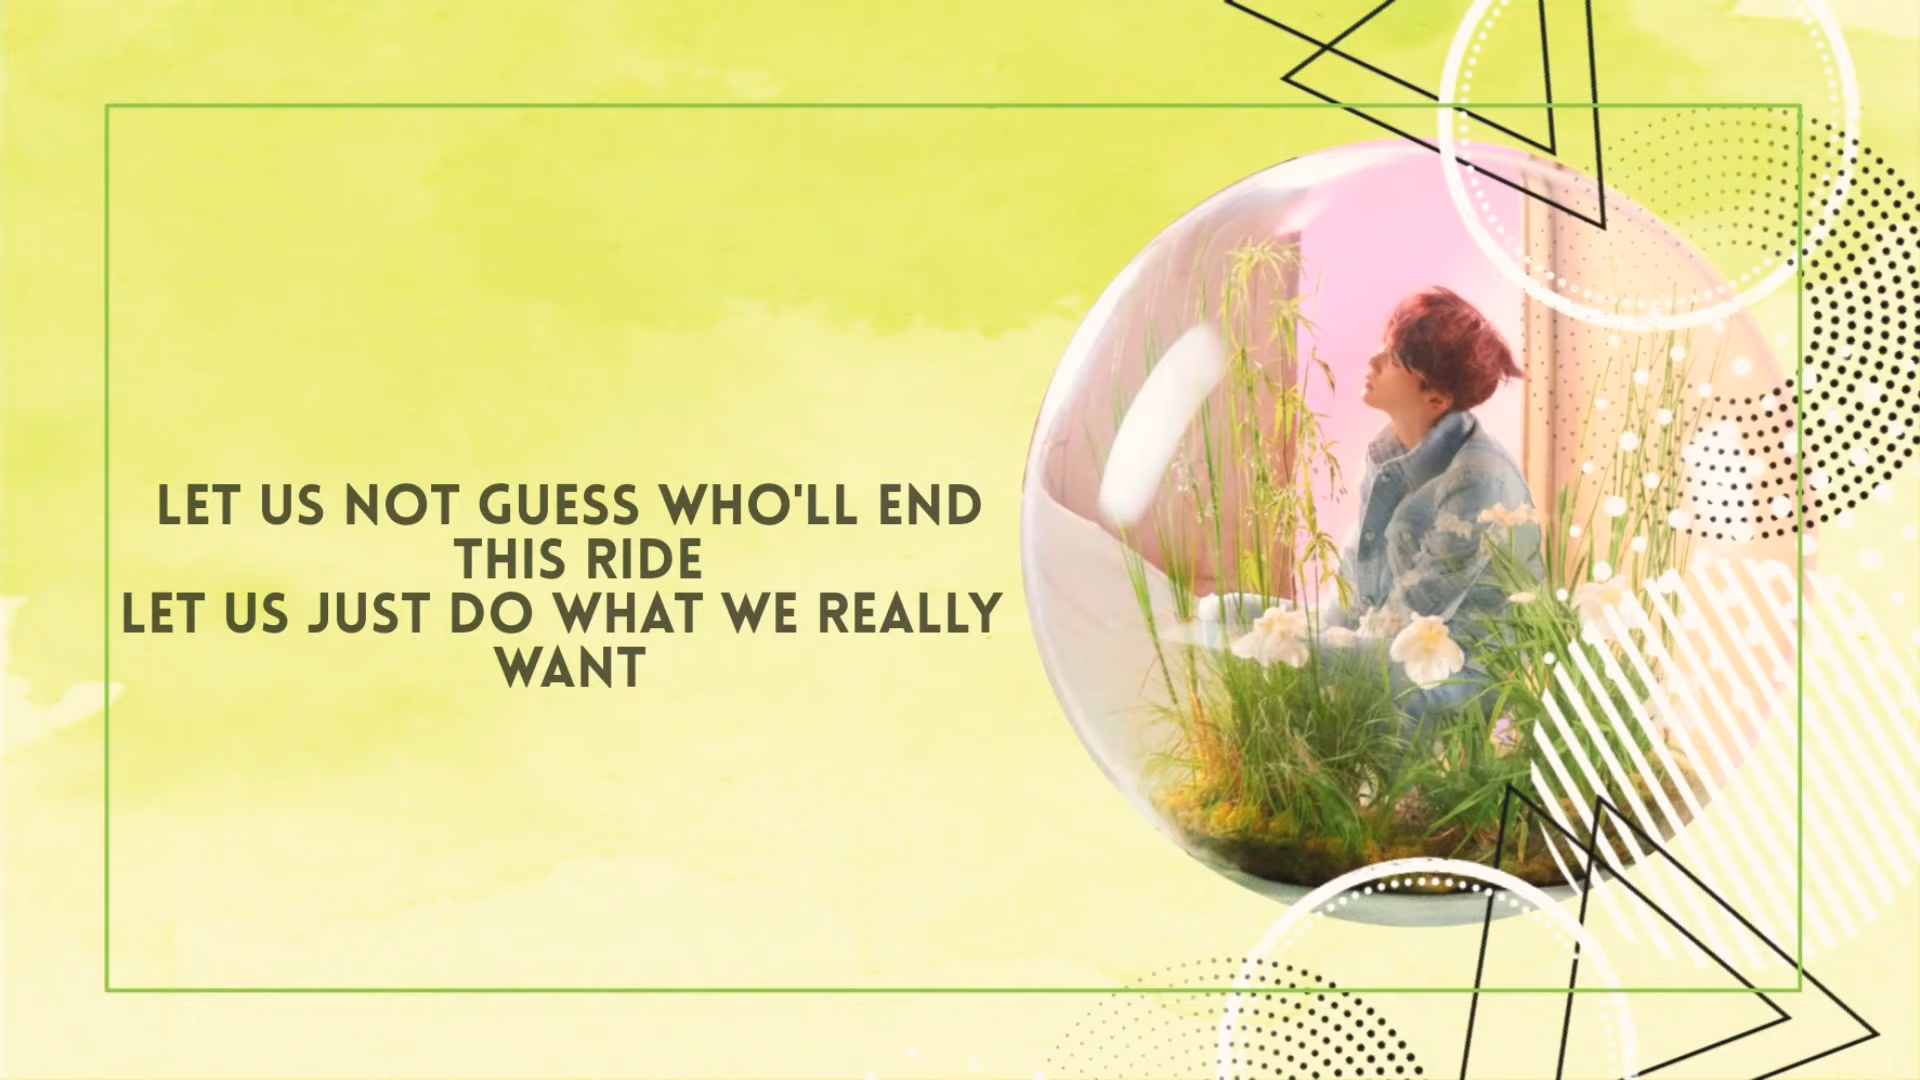 LET US NOT GUESS WHO'LL END
THIS RIDE
LET US JUST DO WHAT WE REALLY
WANT